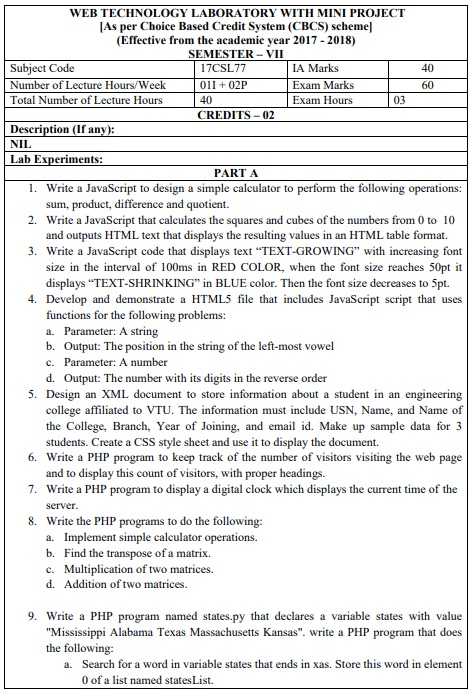 WEB TECHNOLOGY LABORATORY WITH MINI PROJECT
[As per Choice Based Credit System (CBCS) scheme]
(Effective from the academic year 2017 - 2018)
SEMESTER – VII
Subject Code 17CSL77 IA Marks 40
Number of Lecture Hours/Week 01I + 02P Exam Marks 60
Total Number of Lecture Hours 40 Exam Hours 03
CREDITS – 02
Description (If any):
NIL
Lab Experiments:
PART A
1. Write a JavaScript to design a simple calculator to perform the following operations:
sum, product, difference and quotient.
2. Write a JavaScript that calculates the squares and cubes of the numbers from 0 to 10
and outputs HTML text that displays the resulting values in an HTML table format.
3. Write a JavaScript code that displays text “TEXT-GROWING” with increasing font
size in the interval of 100ms in RED COLOR, when the font size reaches 50pt it
displays “TEXT-SHRINKING” in BLUE color. Then the font size decreases to 5pt.
4. Develop and demonstrate a HTML5 file that includes JavaScript script that uses
functions for the following problems:
a. Parameter: A string
b. Output: The position in the string of the left-most vowel
c. Parameter: A number
d. Output: The number with its digits in the reverse order
5. Design an XML document to store information about a student in an engineering
college affiliated to VTU. The information must include USN, Name, and Name of
the College, Branch, Year of Joining, and email id. Make up sample data for 3
students. Create a CSS style sheet and use it to display the document.
6. Write a PHP program to keep track of the number of visitors visiting the web page
and to display this count of visitors, with proper headings.
7. Write a PHP program to display a digital clock which displays the current time of the
server.
8. Write the PHP programs to do the following:
a. Implement simple calculator operations.
b. Find the transpose of a matrix.
c. Multiplication of two matrices.
d. Addition of two matrices.
9. Write a PHP program named states.py that declares a variable states with value
"Mississippi Alabama Texas Massachusetts Kansas". write a PHP program that does
the following:
a. Search for a word in variable states that ends in xas. Store this word in element
0 of a list named statesList.